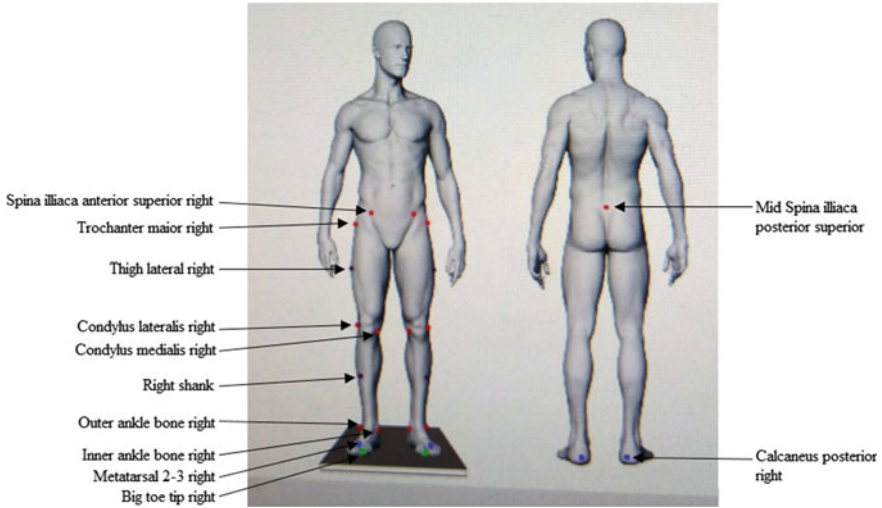 Spina illiaca anterior superior right
Trochanter maior right
Thigh lateral right
Condylus lateralis right
Condylus medialis right
Right shank
Outer ankle bone right
Inner ankle bone right
Metatarsal 2-3 right
Big toe tip right
Mid Spina illiaca
posterior superior
Calcaneus posterior
right